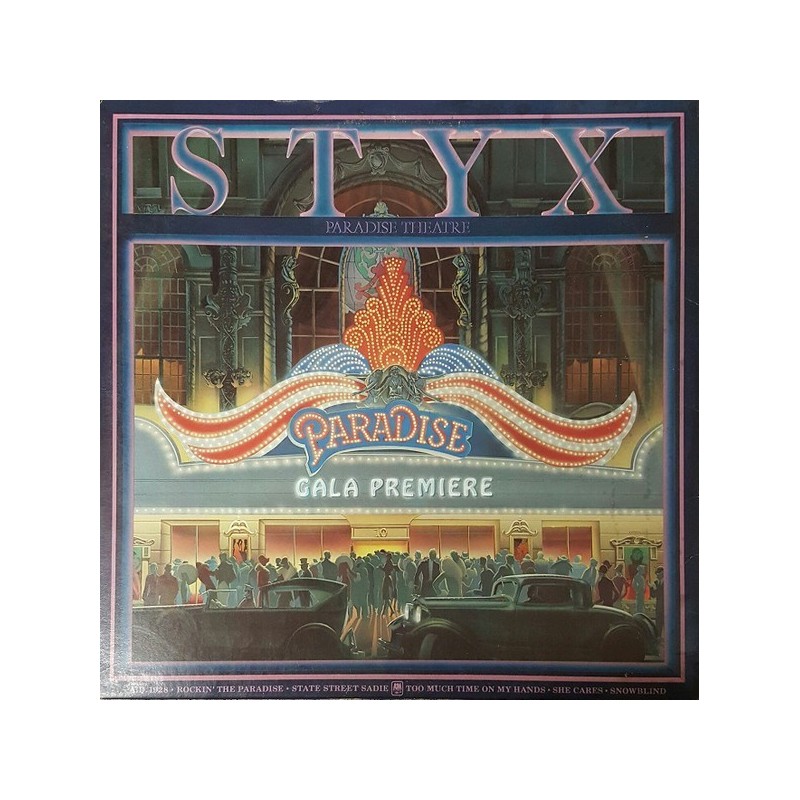 STYX
PARADISE THEATRE
PARADISE
GALA PREMIERE
A.D. 1928 • ROCKIN' THE PARADISE • STATE STREET SADIE A&M TOO MUCH TIME ON MY HANDS • SHE CARES • SNOWBLIND